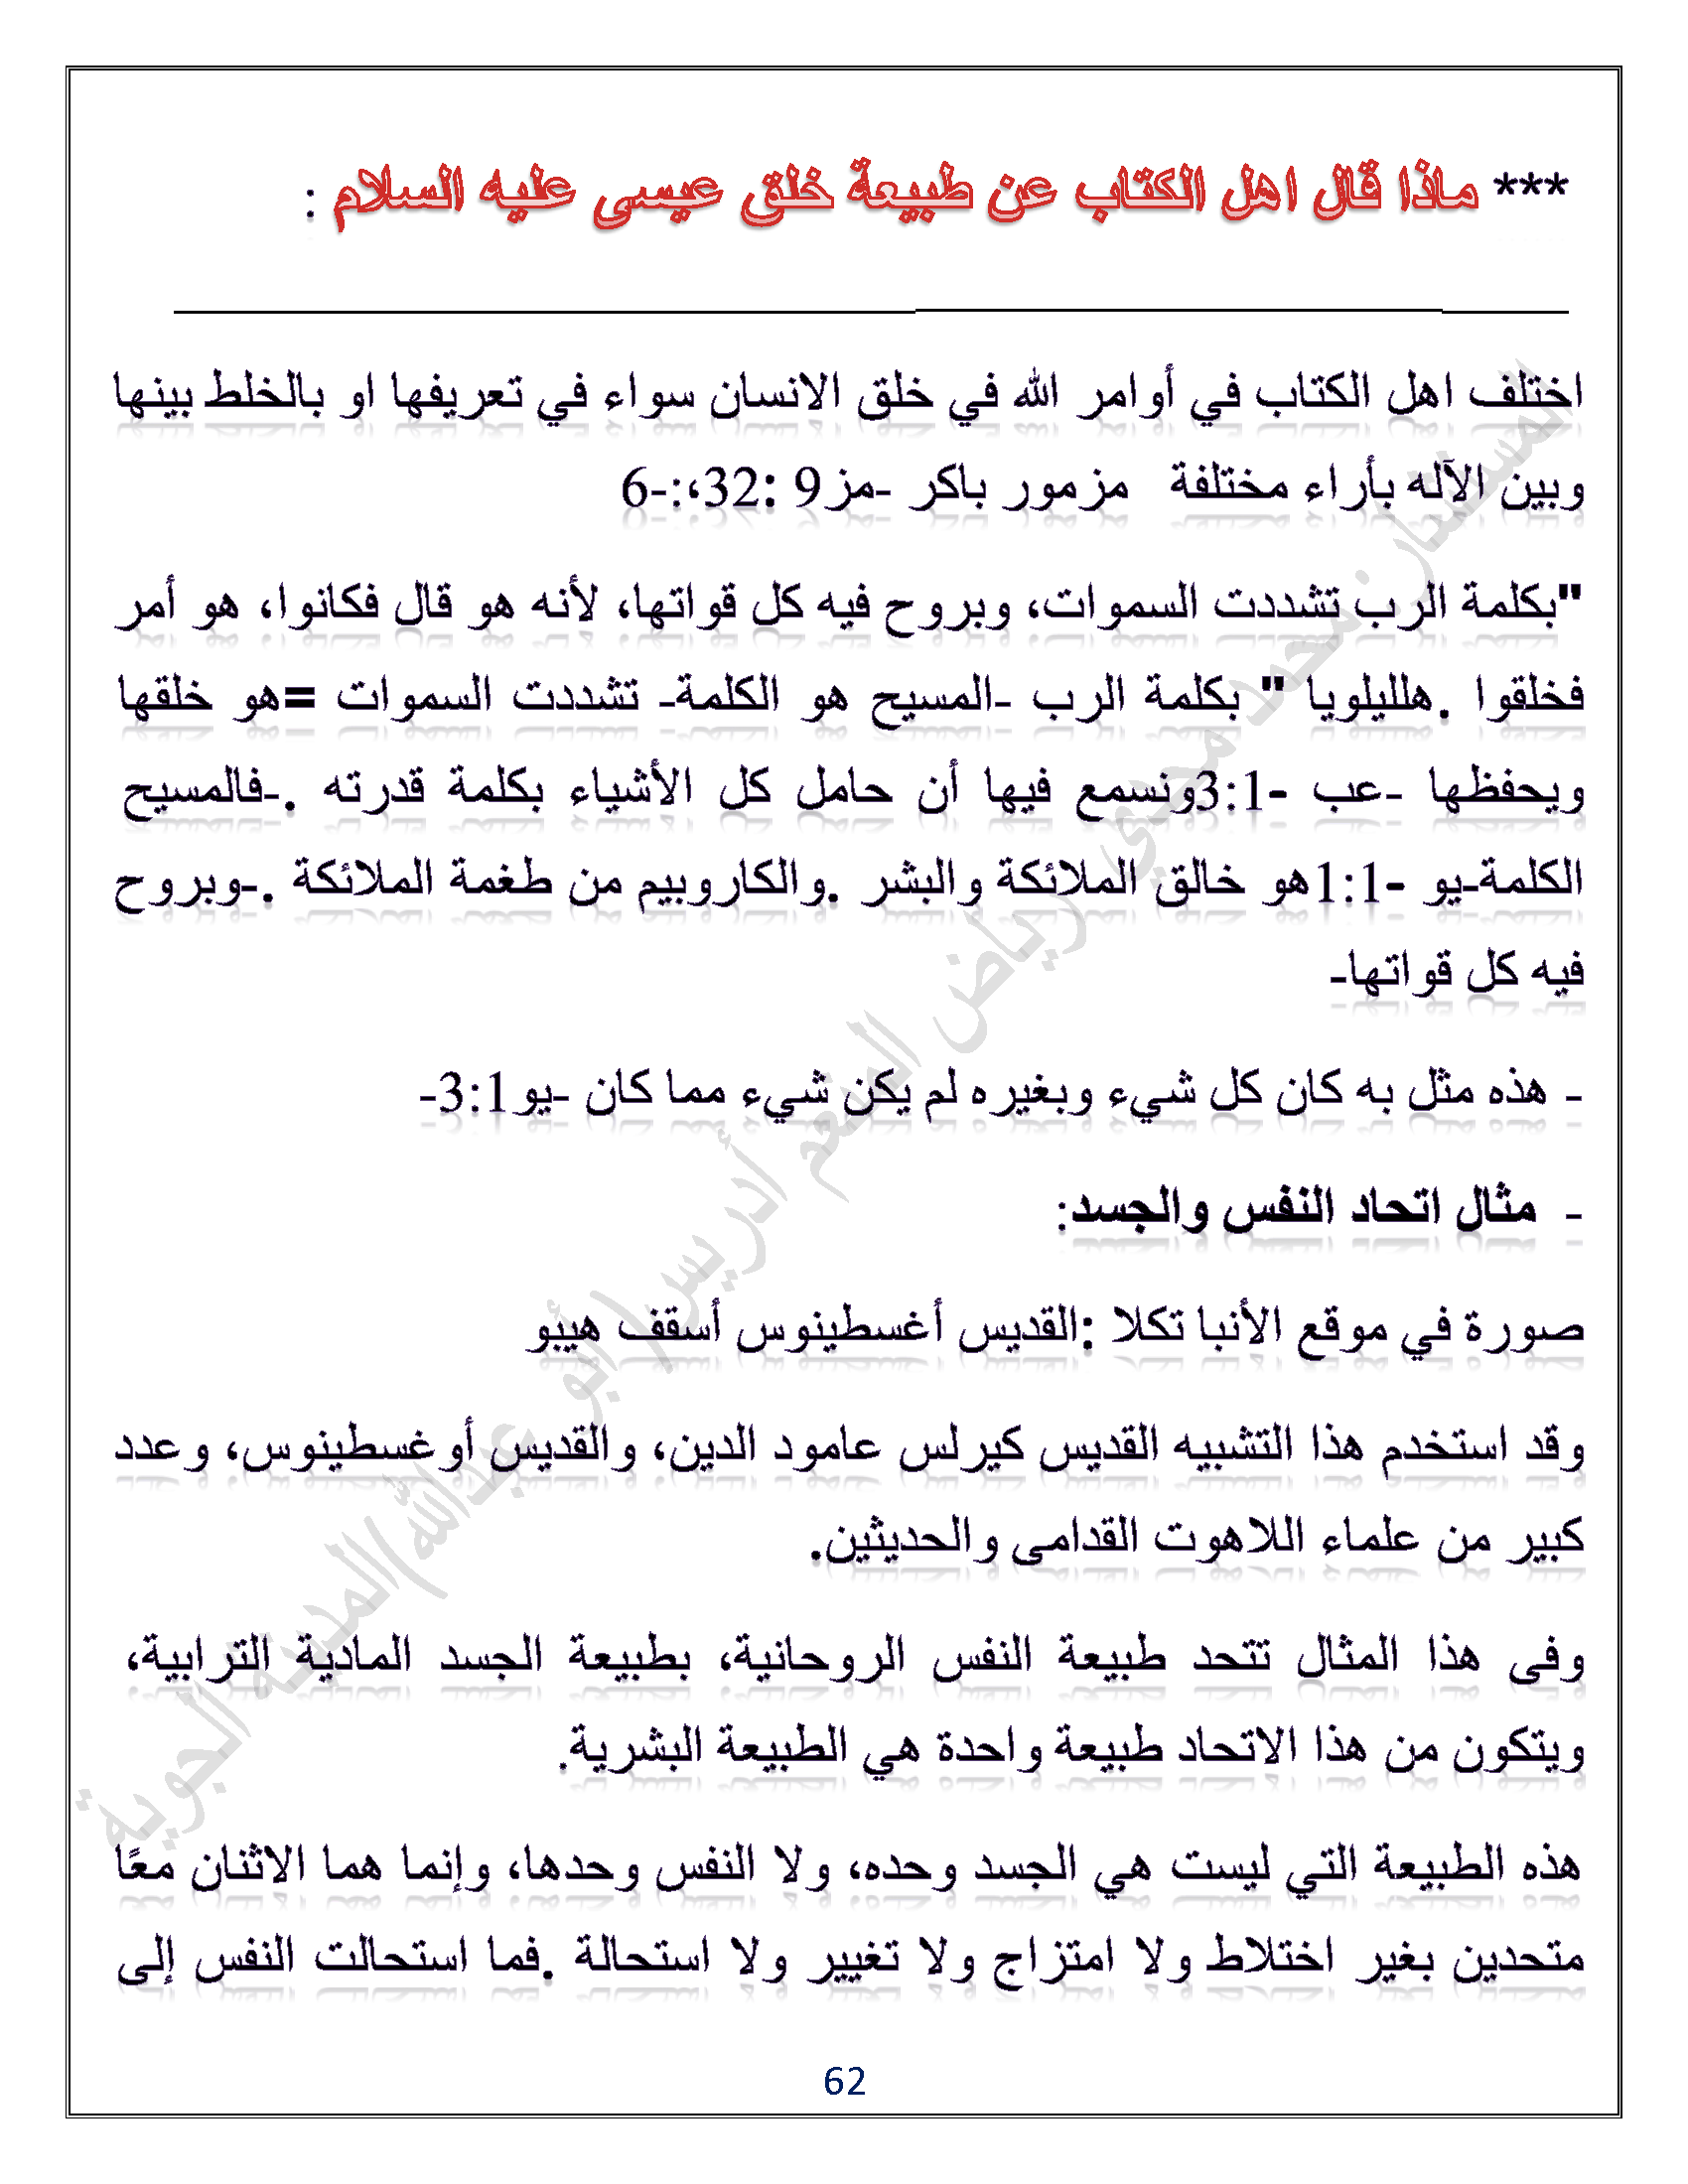 *** ماذا قال اهل الكتاب عن طبيعة خلق عيسى عليه السلام :
اختلف اهل الكتاب في أوامر الله في خلق الانسان سواء في تعريفها او بالخلط بينها
وبين الآله بأراء مختلفة مزمور باكر -مز9 :32،:-6
"بكلمة الرب تشددت السموات، وبروح فيه كل قواتها، لأنه هو قال فكانوا، هو أمر
فخلقوا .هلليلويا " بكلمة الرب -المسيح هو الكلمة- تشددت السموات =هو خلقها
ويحفظها -عب -3:1ونسمع فيها أن حامل كل الأشياء بكلمة قدرته .-فالمسيح
الكلمة-يو -1:1هو خالق الملائكة والبشر .والكاروبيم من طغمة الملائكة .-وبروح
فيه كل قواتها-
- هذه مثل به كان كل شيء وبغيره لم يكن شيء مما كان -يو3:1-
- مثال اتحاد النفس والجسد:
صورة في موقع الأنبا تكلا :القديس أغسطينوس أسقف هيبو
وقد استخدم هذا التشبيه القديس كيرلس عامود الدين، والقديس أوغسطينوس، وعدد
كبير من علماء اللاهوت القدامى والحديثين.
وفى هذا المثال تتحد طبيعة النفس الروحانية، بطبيعة الجسد المادية الترابية،
ويتكون من هذا الاتحاد طبيعة واحدة هي الطبيعة البشرية.
هذه الطبيعة التي ليست هي الجسد وحده، ولا النفس وحدها، وإنما هما الاثنان معًا
متحدين بغير اختلاط ولا امتزاج ولا تغيير ولا استحالة .فما استحالت النفس إلى
62
المستشار: محمد مجدي رياض المنعم أدريس(أبو عبدالله)المدينه الجوية